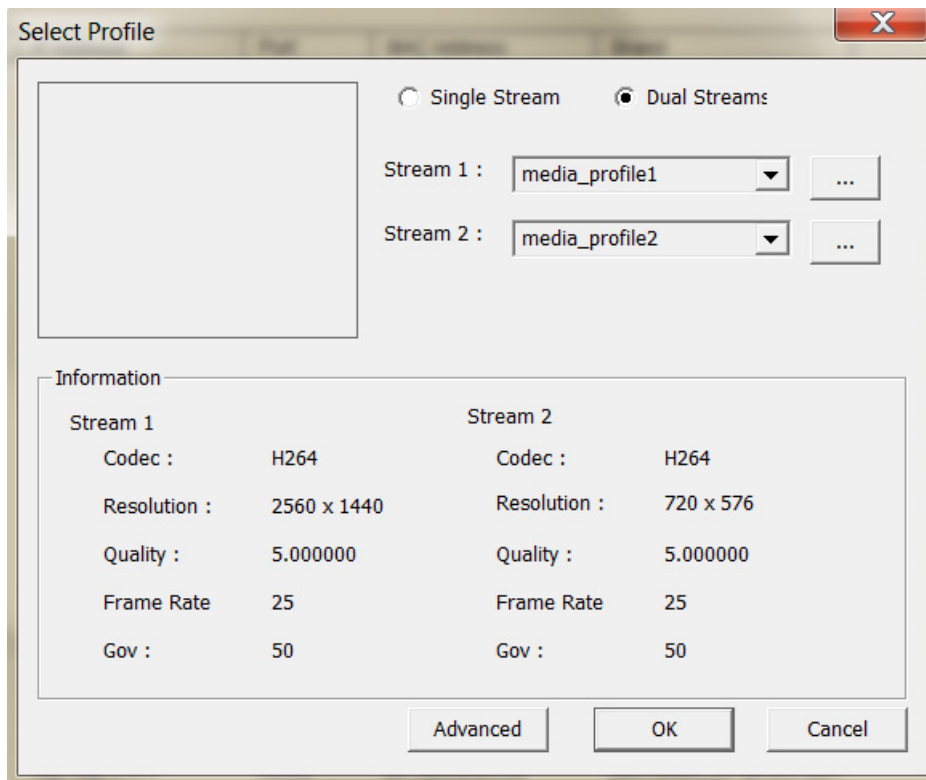 Select Profile
Single Stream
Dual Streams
Stream 1 :
media_profile1
...
Stream 2 :
media_profile2
...
Information
Stream 1
Codec : H264
Resolution : 2560 x 1440
Quality : 5.000000
Frame Rate 25
Gov : 50
Stream 2
Codec : H264
Resolution : 720 x 576
Quality : 5.000000
Frame Rate 25
Gov : 50
Advanced
OK
Cancel